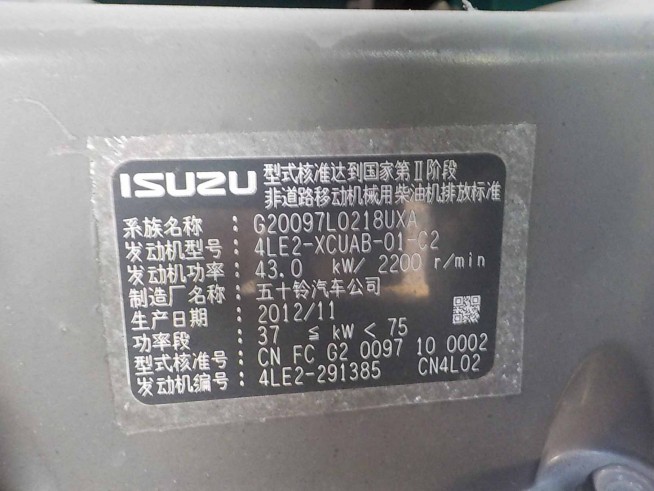 ISUZU 型式核准达到国家第Ⅱ阶段
非道路移动机械用柴油机排放标准
系族名称 : G20097L0218UXA
发动机型号 : 4LE2-XCUAB-01-C2
发动机功率 : 43.0 kW/ 2200 r/min
制造厂名称 : 五十铃汽车公司
生产日期 : 2012/11
功率段 : 37 ≦ kW < 75
型式核准号 : CN FC G2 0097 10 0002
发动机编号 : 4LE2-291385 CN4L02